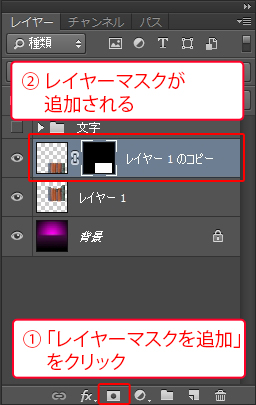 レイヤー チャンネル パス
種類
② レイヤーマスクが
追加される
文字
レイヤー 1 のコピー
レイヤー 1
背景
① 「レイヤーマスクを追加」
をクリック
fx